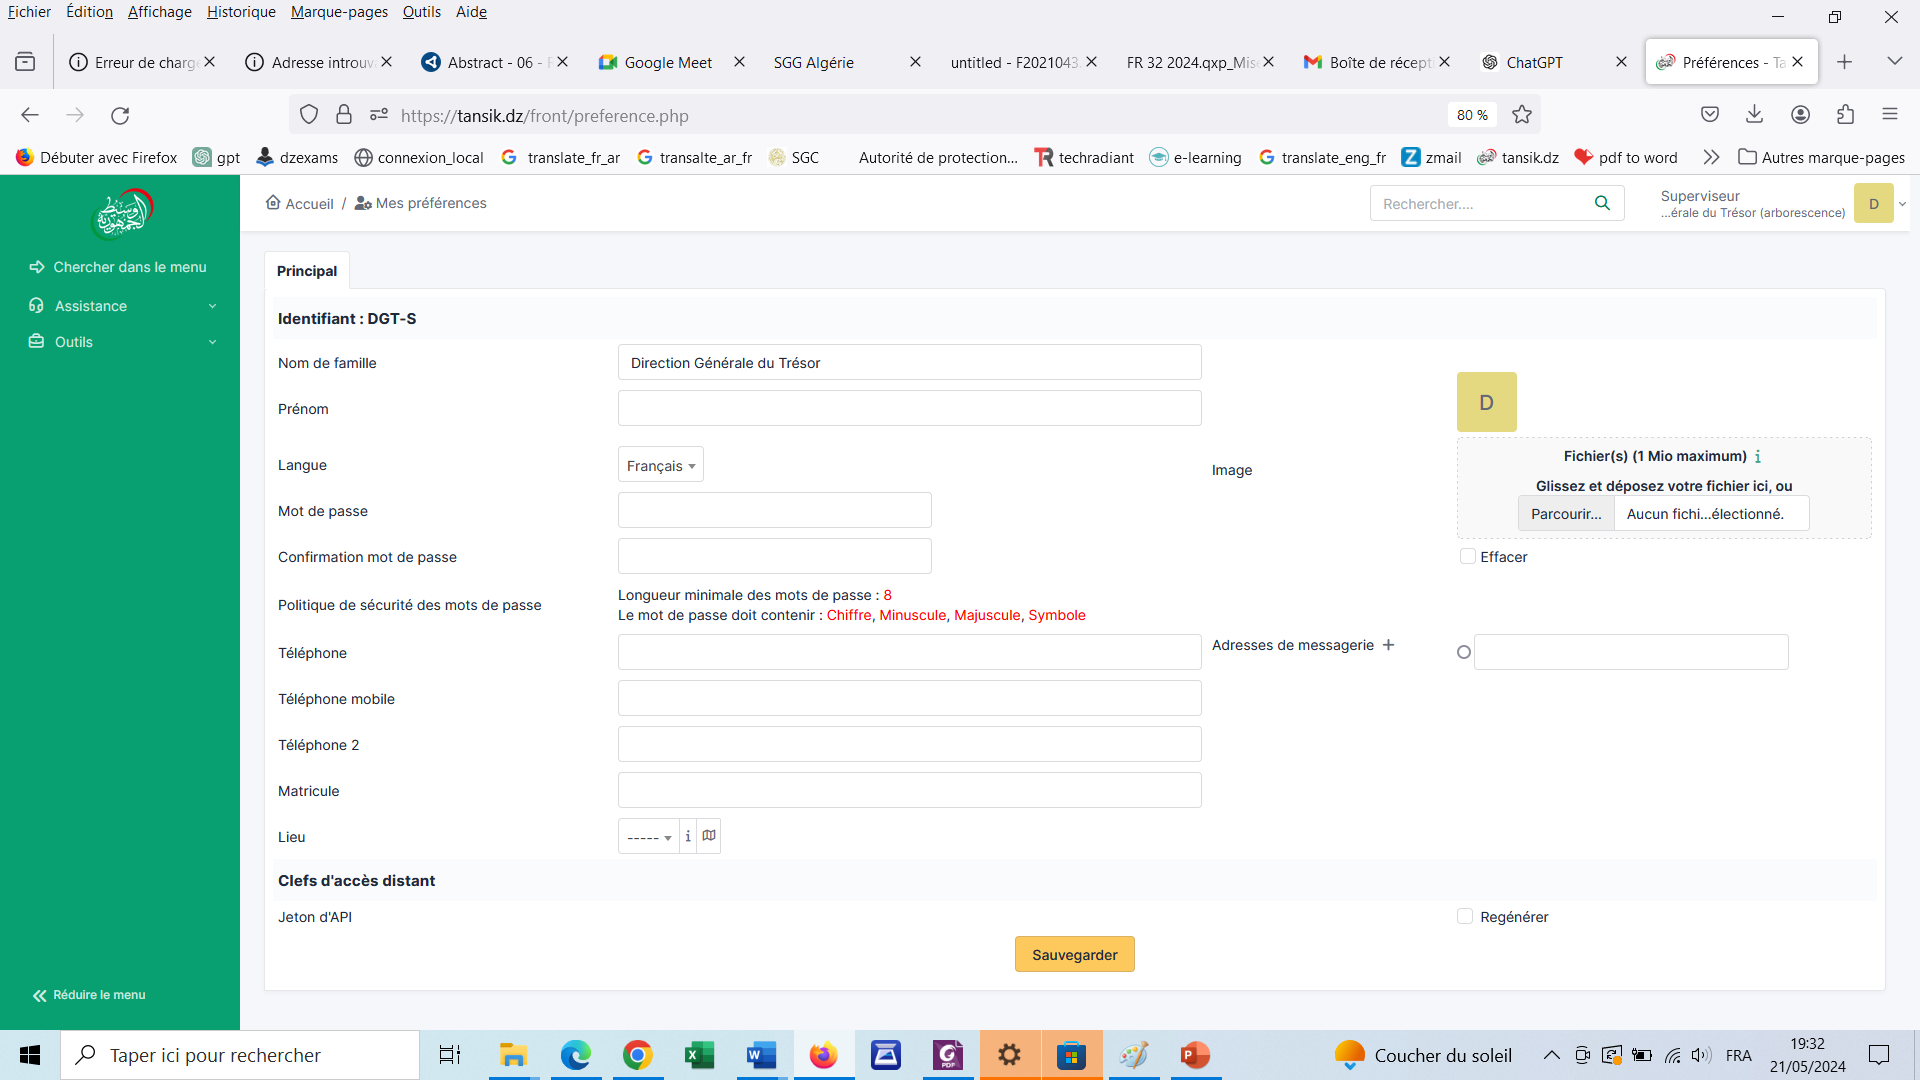 Fichier Édition Affichage Historique Marque-pages Outils Aide
Erreur de charge
Adresse introuva
Abstract - 06 -
Google Meet
SGG Algérie
untitled - F2021043
FR 32 2024.qxp_Mise
Boîte de récepti
ChatGPT
Préférences - Ta
https://tansik.dz/front/preference.php
80 %
Débuter avec Firefox gpt dzexams connexion_local translate_fr_ar transalte_ar_fr SGC Autorité de protection... techradiant e-learning translate_eng_fr zmail tansik.dz pdf to word Autres marque-pages
وسيط الجمهورية
Accueil / Mes préférences
Rechercher....
Superviseur
...érale du Trésor (arborescence)
D
Chercher dans le menu
Assistance
Outils
Réduire le menu
Principal
Identifiant : DGT-S
Nom de famille
Direction Générale du Trésor
Prénom
D
Langue
Français
Image
Fichier(s) (1 Mio maximum) i
Glissez et déposez votre fichier ici, ou
Parcourir... Aucun fichi...électionné.
Mot de passe
Confirmation mot de passe
Effacer
Politique de sécurité des mots de passe
Longueur minimale des mots de passe : 8
Le mot de passe doit contenir : Chiffre, Minuscule, Majuscule, Symbole
Téléphone
Adresses de messagerie +
Téléphone mobile
Téléphone 2
Matricule
Lieu
----- i
Clefs d'accès distant
Jeton d'API
Regénérer
Sauvegarder
Taper ici pour rechercher
Coucher du soleil
FRA
19:32
21/05/2024